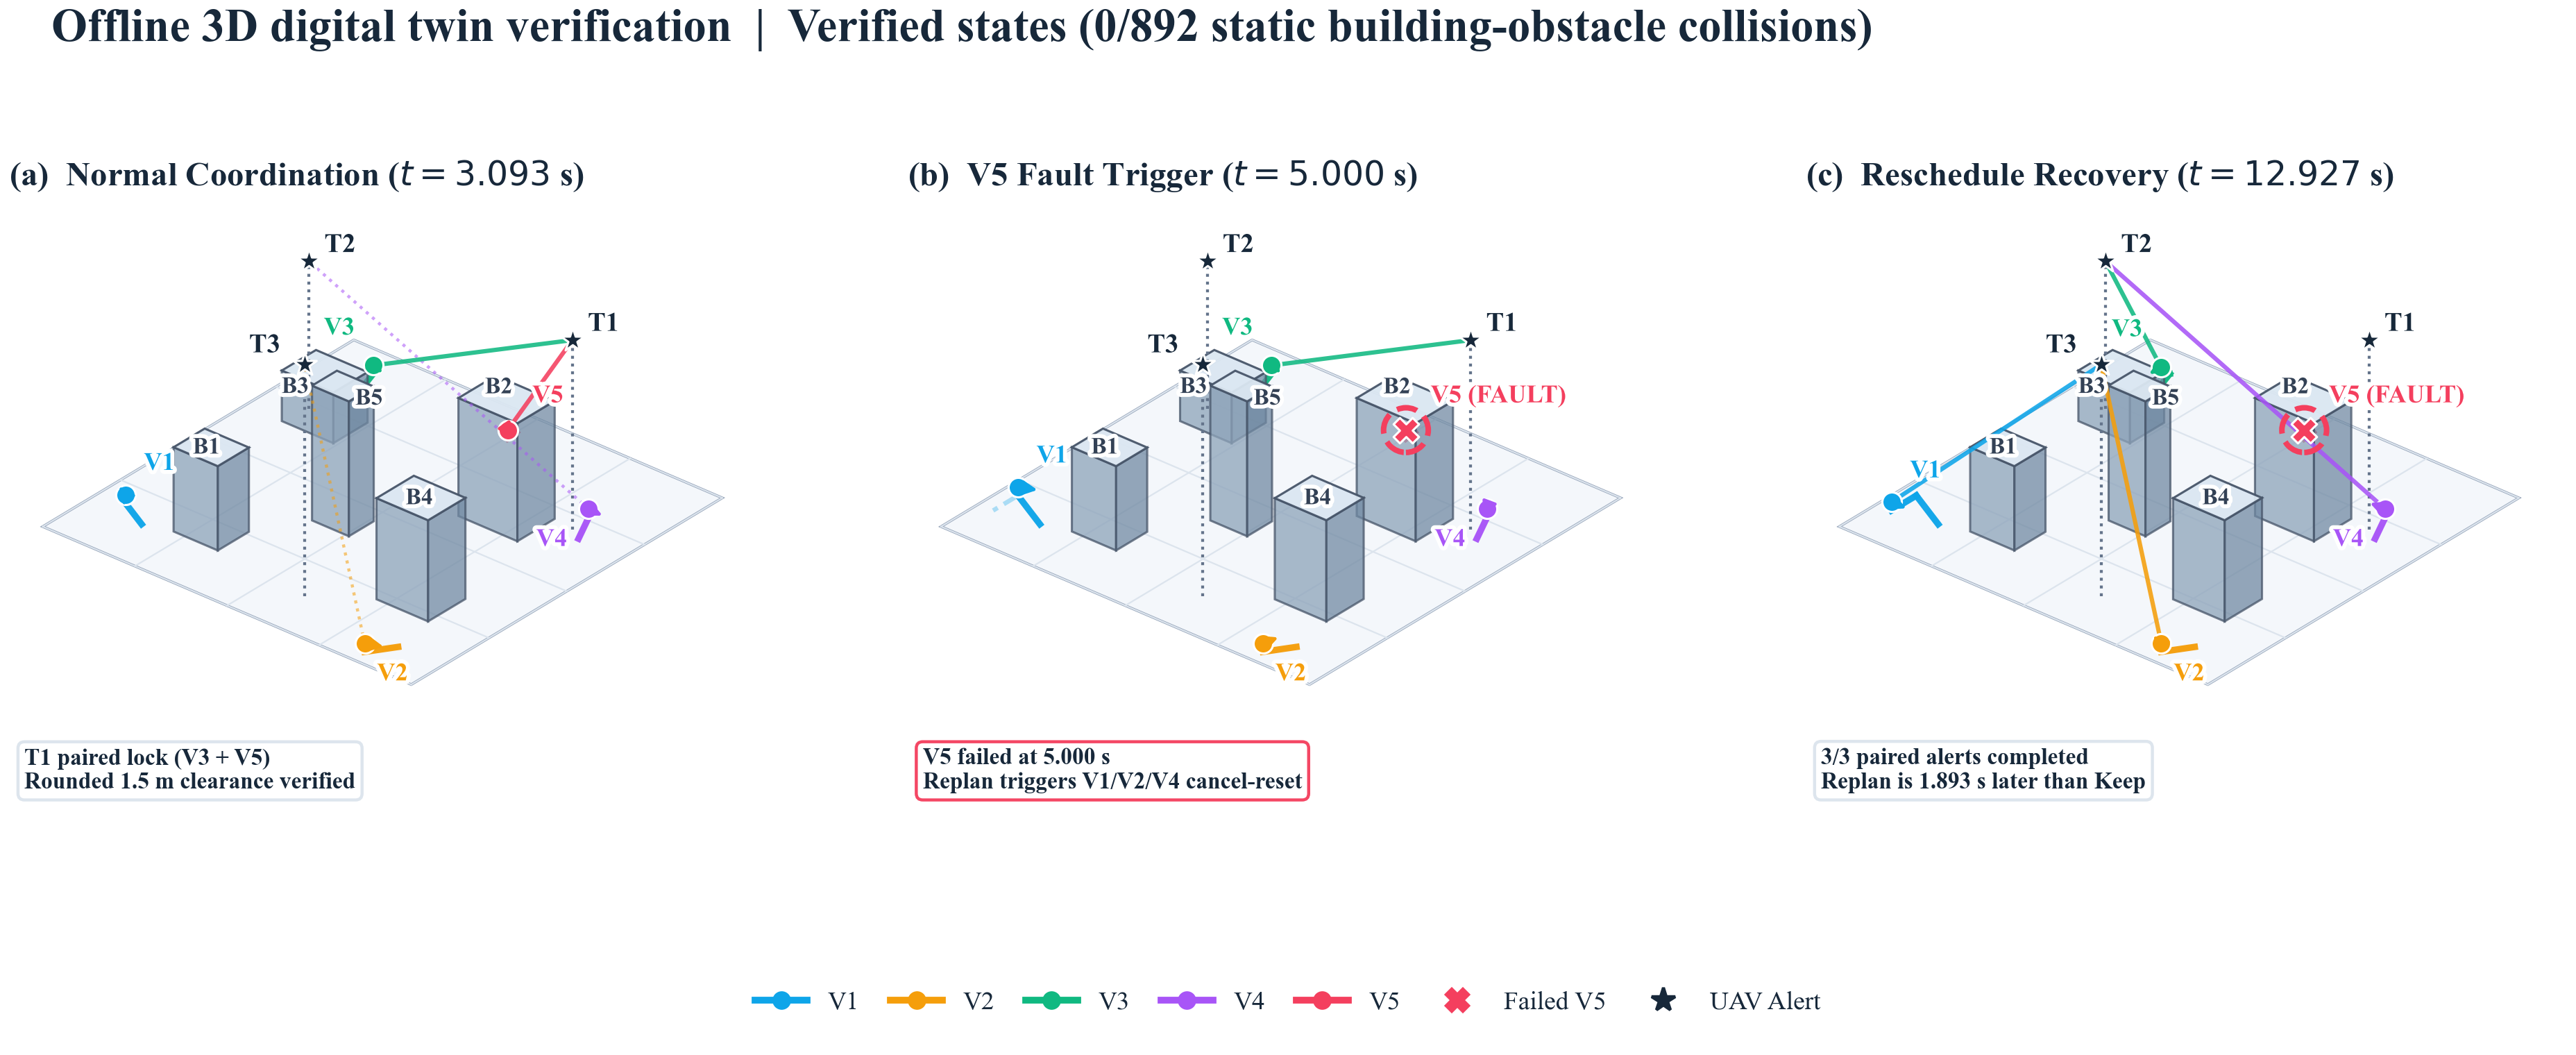 Offline 3D digital twin verification | Verified states (0/892 static building-obstacle collisions)
(a) Normal Coordination (t = 3.093 s)
T2
T1
V3
T3
B3
B5
B2
V5
B1
V1
B4
V4
V2
T1 paired lock (V3 + V5)
Rounded 1.5 m clearance verified
(b) V5 Fault Trigger (t = 5.000 s)
T2
T1
V3
T3
B3
B5
B2
V5 (FAULT)
B1
V1
B4
V4
V2
V5 failed at 5.000 s
Replan triggers V1/V2/V4 cancel-reset
(c) Reschedule Recovery (t = 12.927 s)
T2
T1
V3
T3
B3
B5
B2
V5 (FAULT)
B1
V1
B4
V4
V2
3/3 paired alerts completed
Replan is 1.893 s later than Keep
V1 V2 V3 V4 V5 Failed V5 UAV Alert